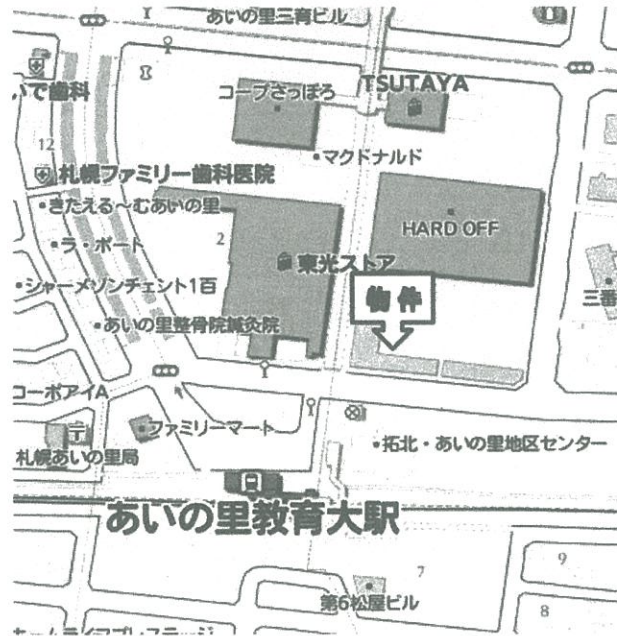 あいの里三育ビル
いで歯科
コープさっぽろ
TSUTAYA
12
マクドナルド
札幌ファミリー歯科医院
きたえる〜むあいの里
2
HARD OFF
ラ・ポート
東光ストア
シャーメゾンチェント1百
物件
三番
あいの里整骨院鍼灸院
コーポアイA
ファミリーマート
拓北・あいの里地区センター
札幌あいの里局
あいの里教育大駅
7
9
第6松屋ビル
8